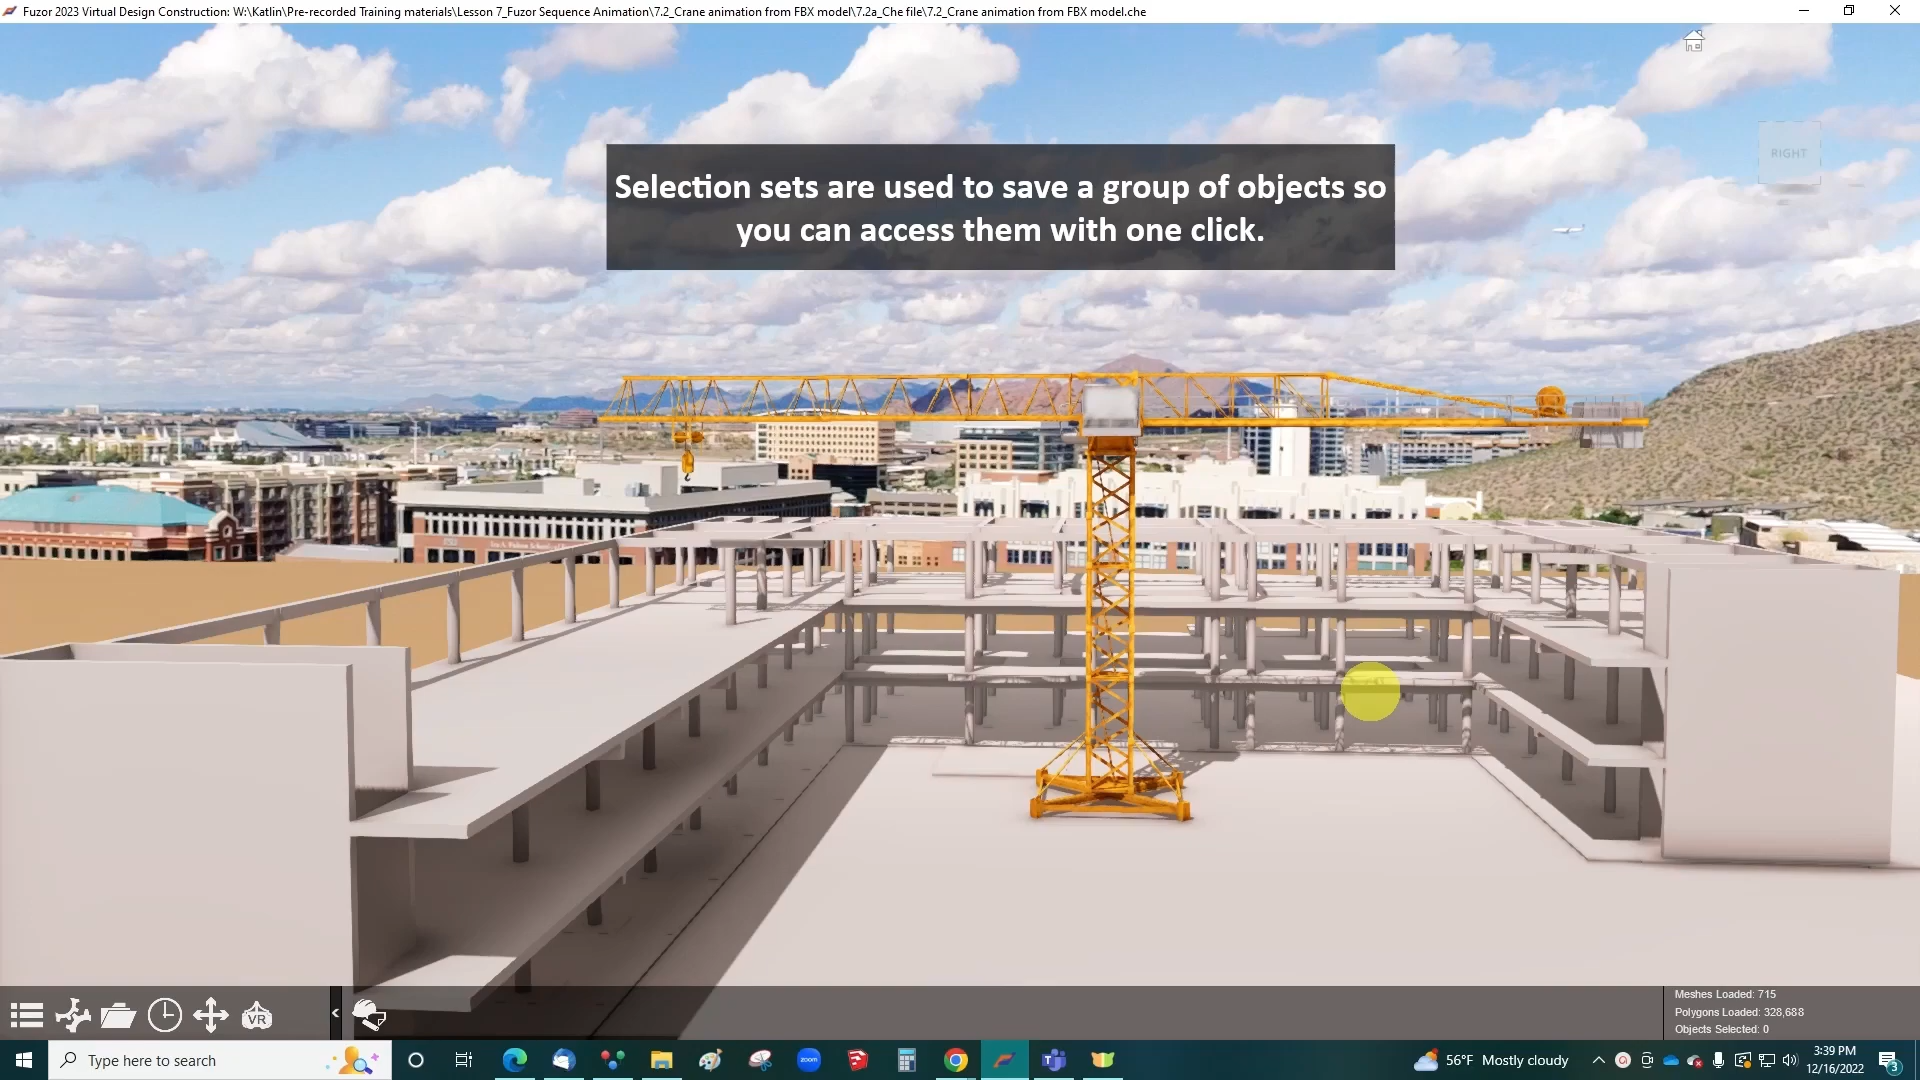 Fuzor 2023 Virtual Design Construction: W:\Katlin\Pre-recorded Training materials\Lesson 7_Fuzor Sequence Animation\7.2_Crane animation from FBX model\7.2a_Che file\7.2_Crane animation from FBX model.che
RIGHT
Selection sets are used to save a group of objects so
you can access them with one click.
VR
<
Meshes Loaded: 715
Polygons Loaded: 328,688
Objects Selected: 0
Type here to search
zoom
56°F Mostly cloudy
3:39 PM
12/16/2022
3